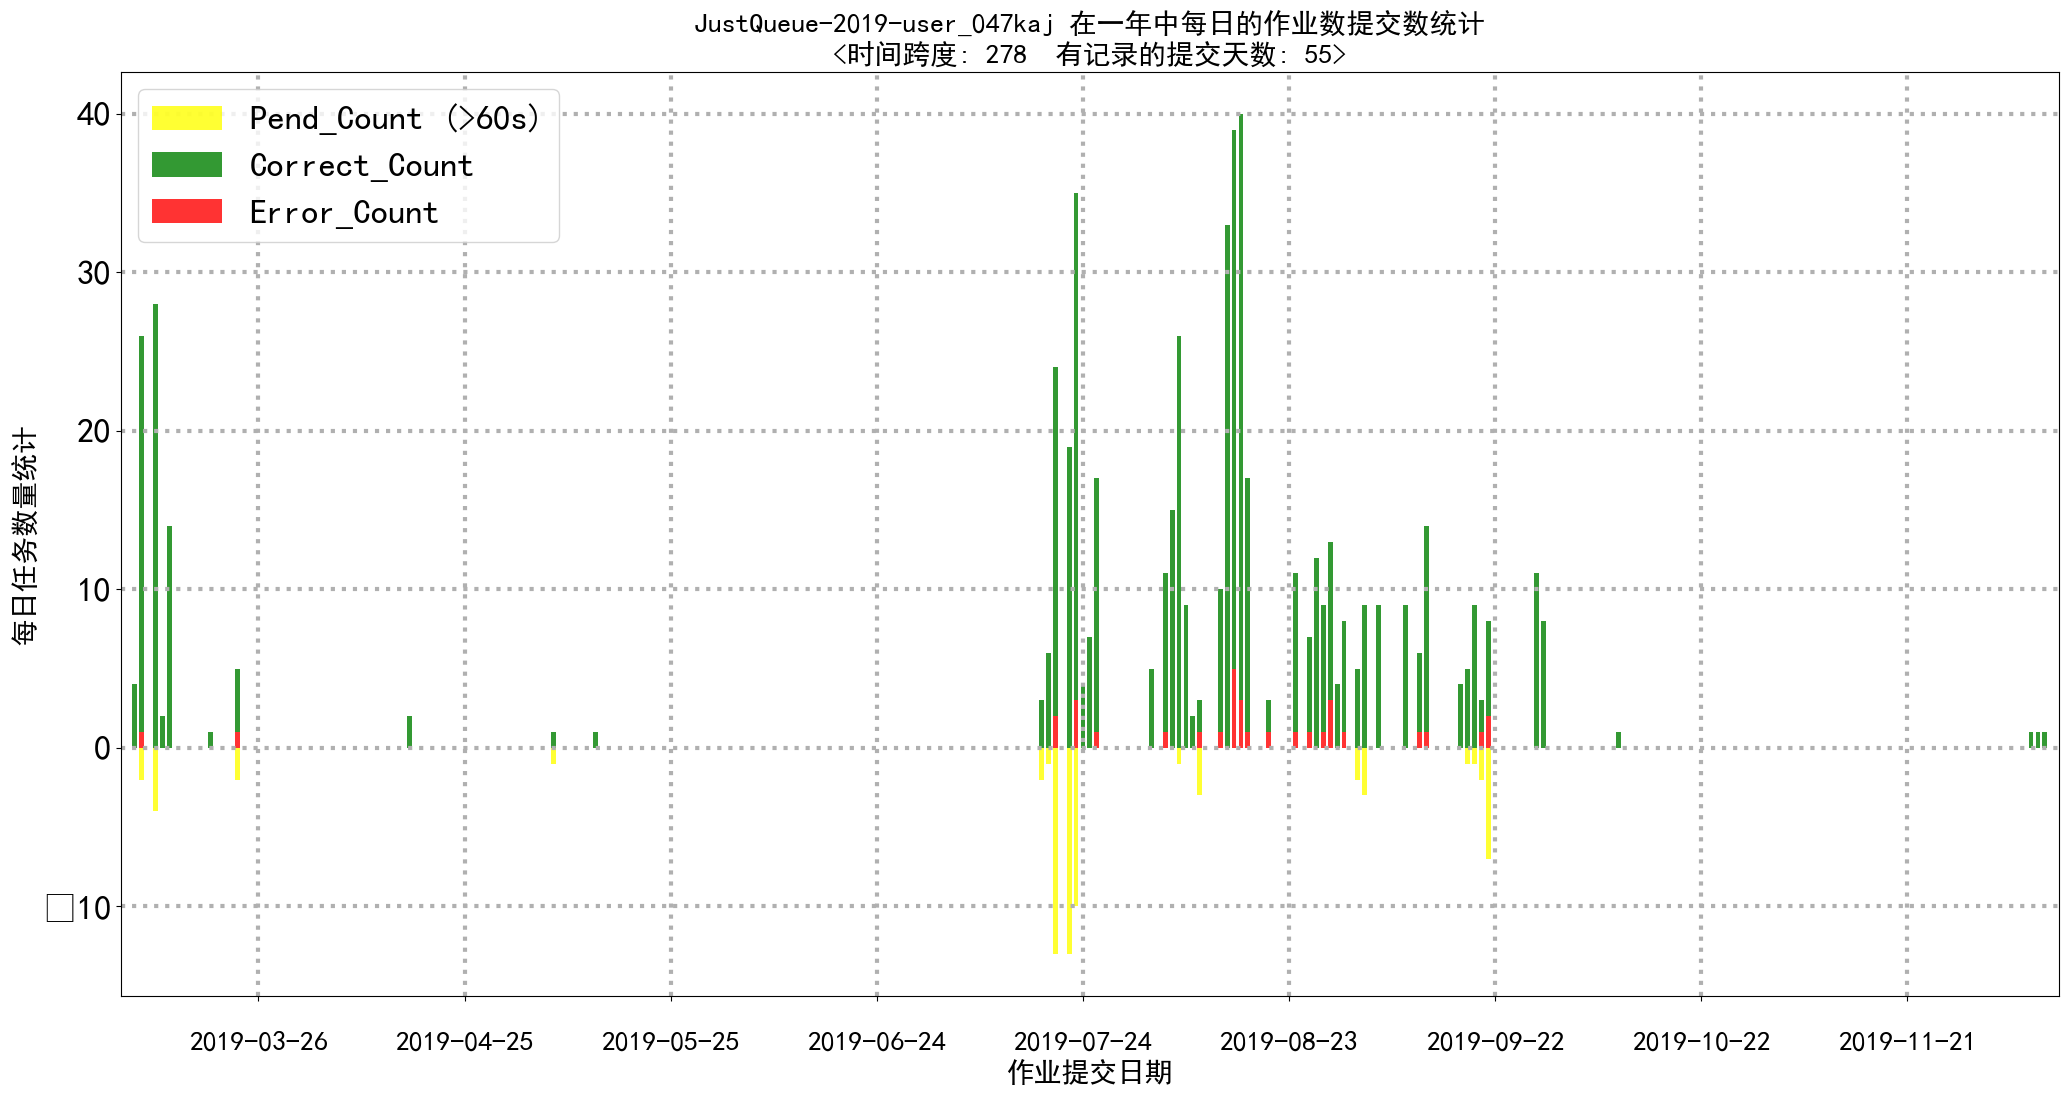 JustQueue-2019-user_047kaj 在一年中每日的作业数提交数统计
<时间跨度: 278  有记录的提交天数: 55>
Pend_Count (>60s)
Correct_Count
Error_Count
40
30
20
10
0
□10
每日任务数量统计
2019-03-26
2019-04-25
2019-05-25
2019-06-24
2019-07-24
2019-08-23
2019-09-22
2019-10-22
2019-11-21
作业提交日期